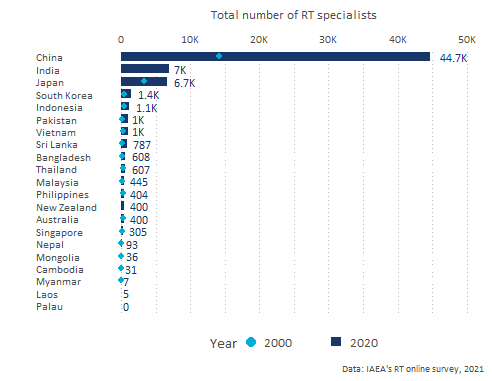 Total number of RT specialists
0 10K 20K 30K 40K 50K
China 44.7K
India 7K
Japan 6.7K
South Korea 1.4K
Indonesia 1.1K
Pakistan 1K
Vietnam 1K
Sri Lanka 787
Bangladesh 608
Thailand 607
Malaysia 445
Philippines 404
New Zealand 400
Australia 400
Singapore 305
Nepal 93
Mongolia 36
Cambodia 31
Myanmar 7
Laos 5
Palau 0
Year 2000 2020
Data: IAEA's RT online survey, 2021